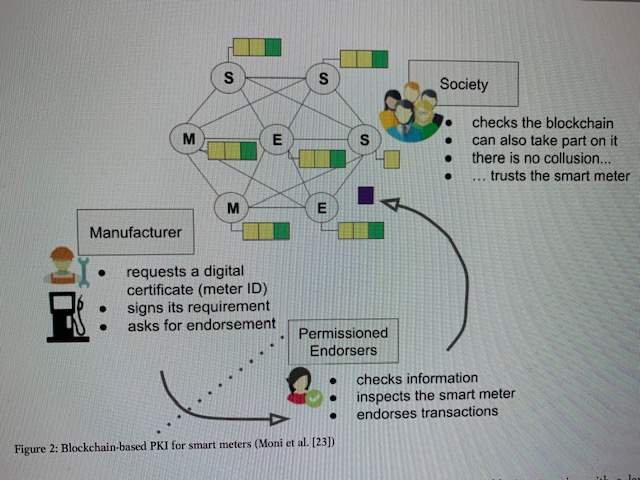 S
S
Society
M
E
S
checks the blockchain
can also take part on it
there is no collusion...
... trusts the smart meter
M
E
Manufacturer
requests a digital
certificate (meter ID)
signs its requirement
asks for endorsement
Permissioned
Endorsers
checks information
inspects the smart meter
endorses transactions
Figure 2: Blockchain-based PKI for smart meters (Moni et al. [23])